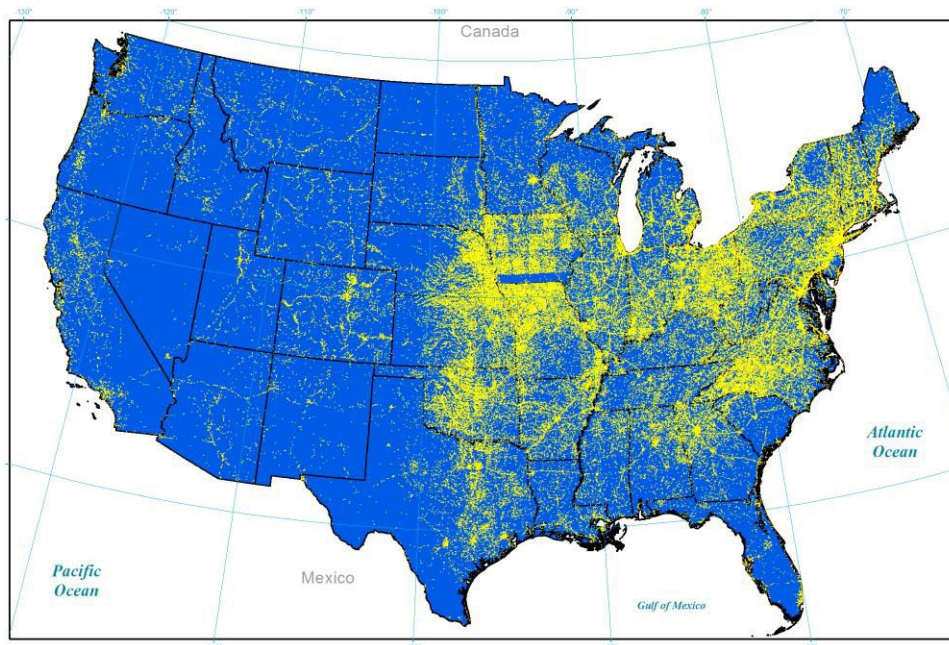 -130
-120
-110
-100
-90
-80
-70
Canada
Atlantic
Ocean
Pacific
Ocean
Mexico
Gulf of Mexico